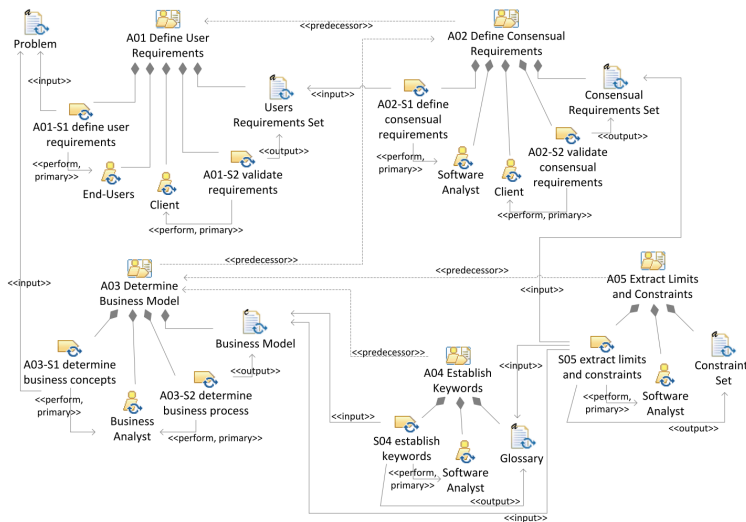 Problem
A01 Define User
Requirements
<<predecessor>>
A02 Define Consensual
Requirements
<<input>>
A01-S1 define user
requirements
<<perform,
primary>>
End-Users
Client
A01-S2 validate
requirements
<<perform, primary>>
Users
Requirements Set
<<output>>
<<input>>
A02-S1 define
consensual
requirements
<<perform,
primary>>
Software
Analyst
Client
Consensual
Requirements Set
<<output>>
A02-S2 validate
consensual
requirements
<<perform, primary>>
<<predecessor>>
<<predecessor>>
<<input>>
<<input>>
A03 Determine
Business Model
A05 Extract Limits
and Constraints
Business Model
<<output>>
A03-S1 determine
business concepts
<<perform,
primary>>
Business
Analyst
A03-S2 determine
business process
<<perform, primary>>
<<predecessor>>
A04 Establish
Keywords
<<input>>
<<input>>
S04 establish
keywords
<<perform,
primary>>
Software
Analyst
Glossary
<<output>>
<<input>>
S05 extract limits
and constraints
<<perform,
primary>>
Software
Analyst
Constraint
Set
<<output>>